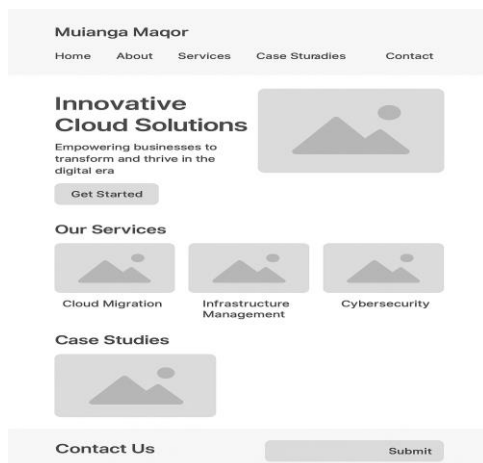 Muianga Maqor
Home About Services Case Sturadies Contact
Innovative
Cloud Solutions
Empowering businesses to
transform and thrive in the
digital era
Get Started
Our Services
Cloud Migration Infrastructure Cybersecurity
Management
Case Studies
Contact Us Submit